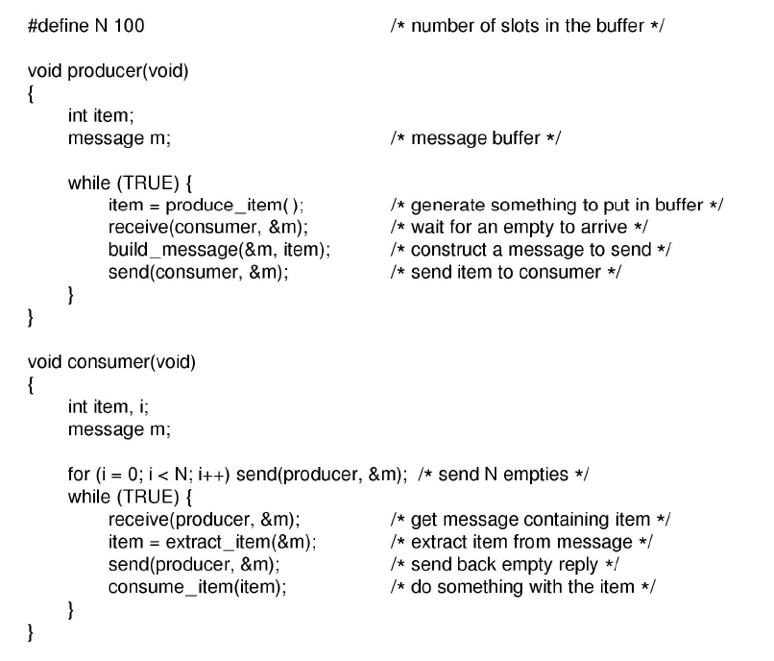 #define N 100 /* number of slots in the buffer */
void producer(void)
{
int item;
message m; /* message buffer */
while (TRUE) {
item = produce_item( ); /* generate something to put in buffer */
receive(consumer, &m); /* wait for an empty to arrive */
build_message(&m, item); /* construct a message to send */
send(consumer, &m); /* send item to consumer */
}
}
void consumer(void)
{
int item, i;
message m;
for (i = 0; i < N; i++) send(producer, &m); /* send N empties */
while (TRUE) {
receive(producer, &m); /* get message containing item */
item = extract_item(&m); /* extract item from message */
send(producer, &m); /* send back empty reply */
consume_item(item); /* do something with the item */
}
}